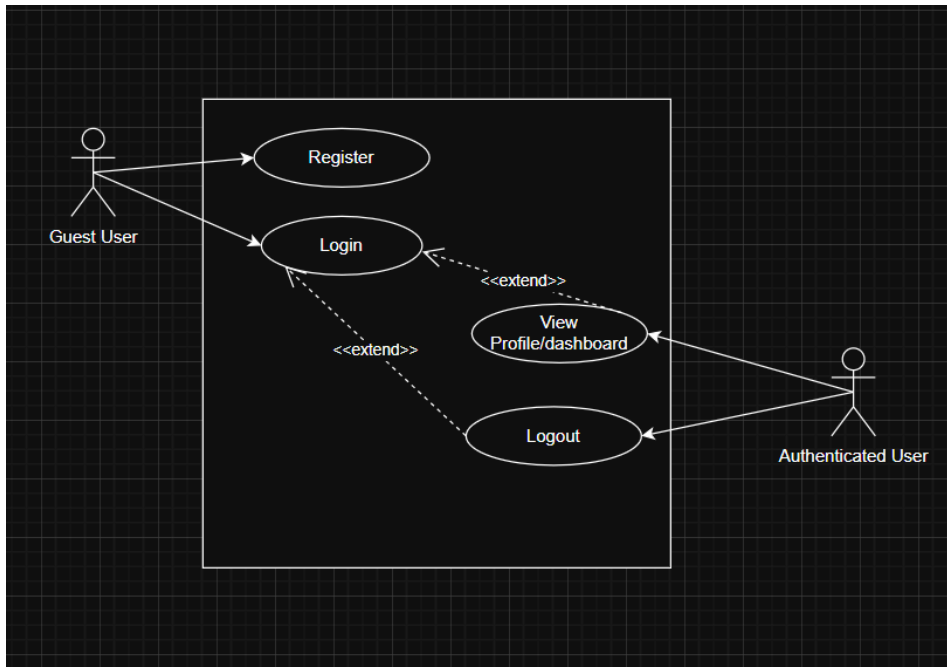 Register
Guest User
Login
<<extend>>
View
Profile/dashboard
<<extend>>
Logout
Authenticated User